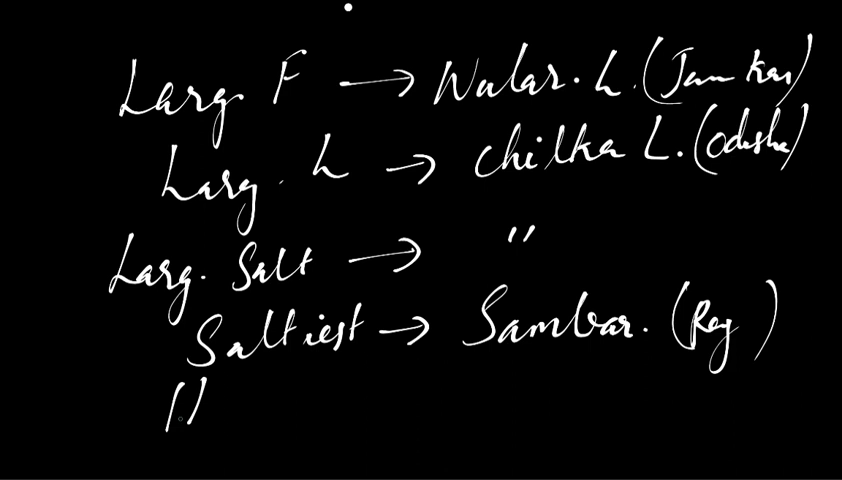 Larg. F → Wular. L. (Jam Kas)
Larg. L → Chilka L. (Odisha)
Larg. Salt → "
Saltiest → Sambar. (Raj)